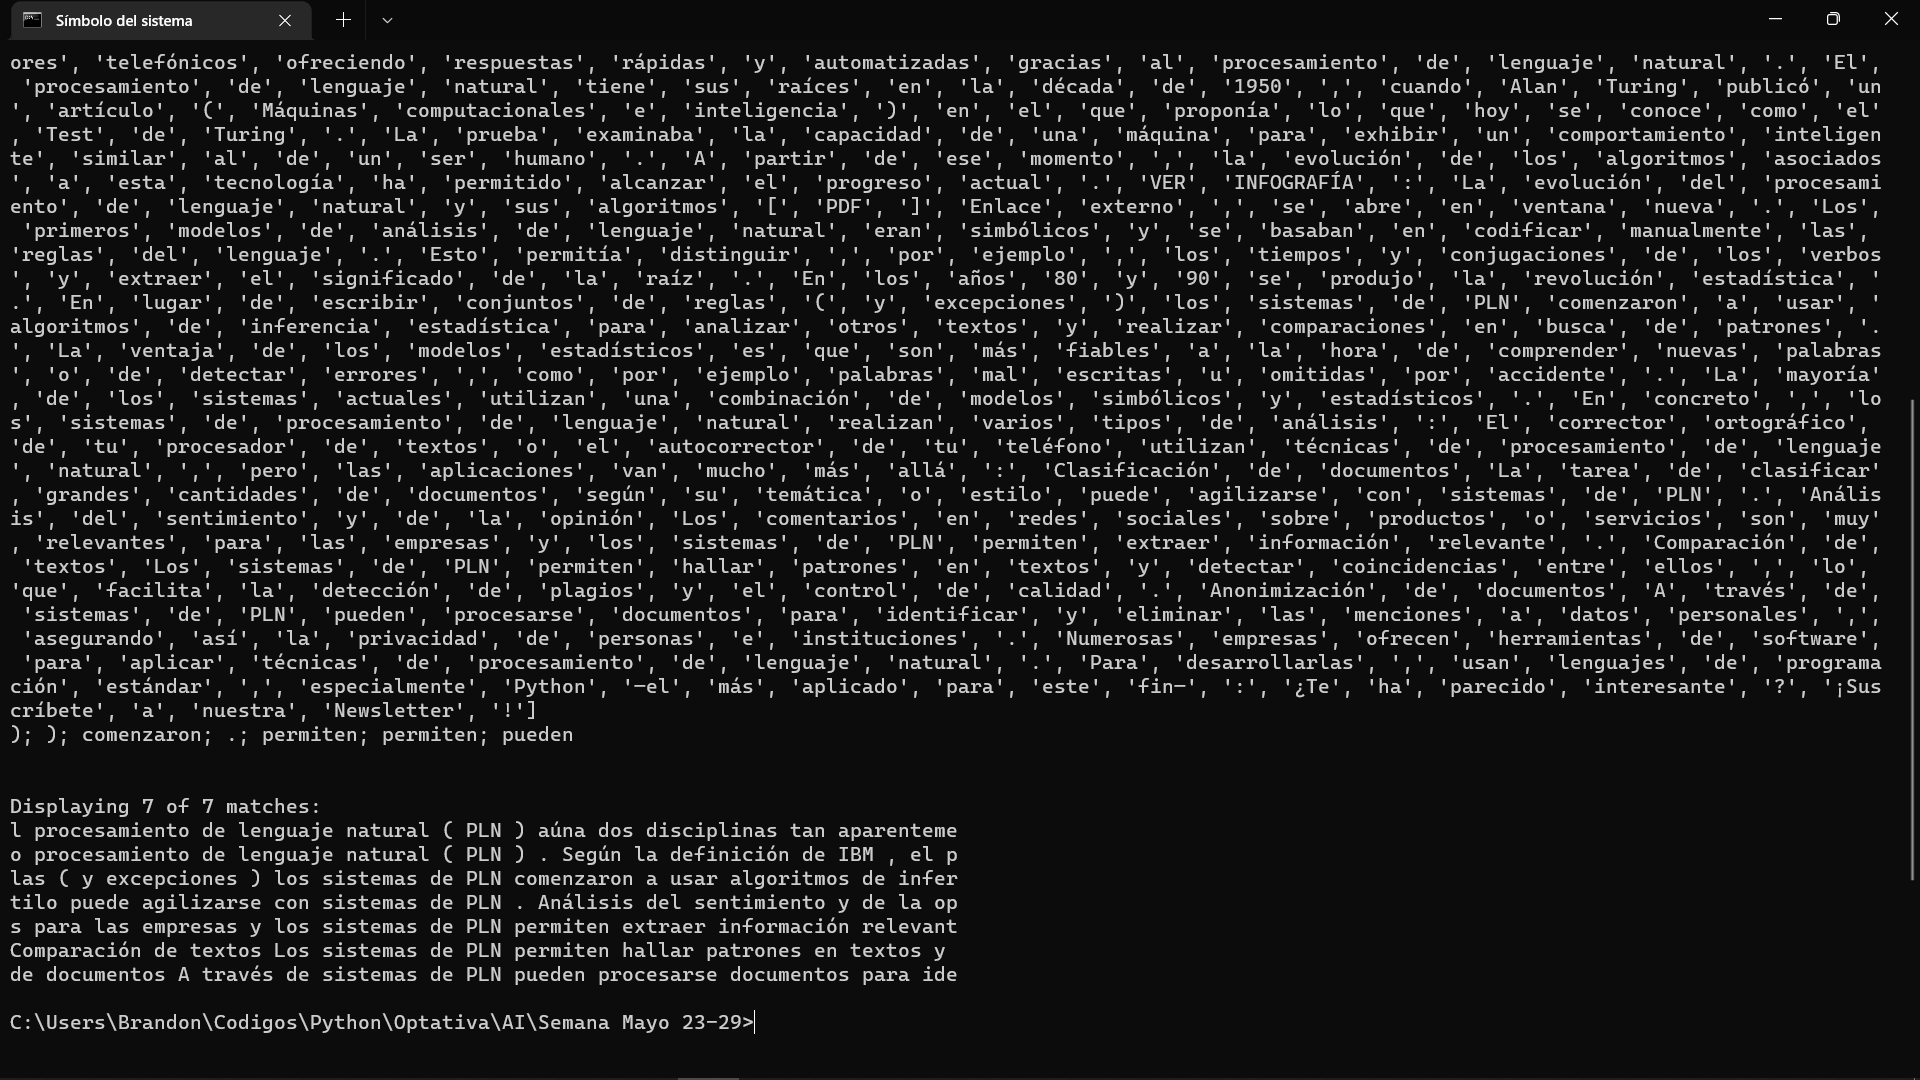 Símbolo del sistema
ores', 'telefónicos', 'ofreciendo', 'respuestas', 'rápidas', 'y', 'automatizadas', 'gracias', 'al', 'procesamiento', 'de', 'lenguaje', 'natural', '.', 'El',
'procesamiento', 'de', 'lenguaje', 'natural', 'tiene', 'sus', 'raíces', 'en', 'la', 'década', 'de', '1950', ',', 'cuando', 'Alan', 'Turing', 'publicó', 'un
', 'artículo', '(', 'Máquinas', 'computacionales', 'e', 'inteligencia', ')', 'en', 'el', 'que', 'proponía', 'lo', 'que', 'hoy', 'se', 'conoce', 'como', 'el'
, 'Test', 'de', 'Turing', '.', 'La', 'prueba', 'examinaba', 'la', 'capacidad', 'de', 'una', 'máquina', 'para', 'exhibir', 'un', 'comportamiento', 'inteligen
te', 'similar', 'al', 'de', 'un', 'ser', 'humano', '.', 'A', 'partir', 'de', 'ese', 'momento', ',', 'la', 'evolución', 'de', 'los', 'algoritmos', 'asociados
', 'a', 'esta', 'tecnología', 'ha', 'permitido', 'alcanzar', 'el', 'progreso', 'actual', '.', 'VER', 'INFOGRAFÍA', ':', 'La', 'evolución', 'del', 'procesami
ento', 'de', 'lenguaje', 'natural', 'y', 'sus', 'algoritmos', '[', 'PDF', ']', 'Enlace', 'externo', ',', 'se', 'abre', 'en', 'ventana', 'nueva', '.', 'Los',
'primeros', 'modelos', 'de', 'análisis', 'de', 'lenguaje', 'natural', 'eran', 'simbólicos', 'y', 'se', 'basaban', 'en', 'codificar', 'manualmente', 'las',
'reglas', 'del', 'lenguaje', '.', 'Esto', 'permitía', 'distinguir', ',', 'por', 'ejemplo', ',', 'los', 'tiempos', 'y', 'conjugaciones', 'de', 'los', 'verbos
', 'y', 'extraer', 'el', 'significado', 'de', 'la', 'raíz', '.', 'En', 'los', 'años', '80', 'y', '90', 'se', 'produjo', 'la', 'revolución', 'estadística', '
.', 'En', 'lugar', 'de', 'escribir', 'conjuntos', 'de', 'reglas', '(', 'y', 'excepciones', ')', 'los', 'sistemas', 'de', 'PLN', 'comenzaron', 'a', 'usar', '
algoritmos', 'de', 'inferencia', 'estadística', 'para', 'analizar', 'otros', 'textos', 'y', 'realizar', 'comparaciones', 'en', 'busca', 'de', 'patrones', '.
', 'La', 'ventaja', 'de', 'los', 'modelos', 'estadísticos', 'es', 'que', 'son', 'más', 'fiables', 'a', 'la', 'hora', 'de', 'comprender', 'nuevas', 'palabras
', 'o', 'de', 'detectar', 'errores', ',', 'como', 'por', 'ejemplo', 'palabras', 'mal', 'escritas', 'u', 'omitidas', 'por', 'accidente', '.', 'La', 'mayoría'
, 'de', 'los', 'sistemas', 'actuales', 'utilizan', 'una', 'combinación', 'de', 'modelos', 'simbólicos', 'y', 'estadísticos', '.', 'En', 'concreto', ',', 'lo
s', 'sistemas', 'de', 'procesamiento', 'de', 'lenguaje', 'natural', 'realizan', 'varios', 'tipos', 'de', 'análisis', ':', 'El', 'corrector', 'ortográfico',
'de', 'tu', 'procesador', 'de', 'textos', 'o', 'el', 'autocorrector', 'de', 'tu', 'teléfono', 'utilizan', 'técnicas', 'de', 'procesamiento', 'de', 'lenguaje
', 'natural', ',', 'pero', 'las', 'aplicaciones', 'van', 'mucho', 'más', 'allá', ':', 'Clasificación', 'de', 'documentos', 'La', 'tarea', 'de', 'clasificar'
, 'grandes', 'cantidades', 'de', 'documentos', 'según', 'su', 'temática', 'o', 'estilo', 'puede', 'agilizarse', 'con', 'sistemas', 'de', 'PLN', '.', 'Anális
is', 'del', 'sentimiento', 'y', 'de', 'la', 'opinión', 'Los', 'comentarios', 'en', 'redes', 'sociales', 'sobre', 'productos', 'o', 'servicios', 'son', 'muy'
, 'relevantes', 'para', 'las', 'empresas', 'y', 'los', 'sistemas', 'de', 'PLN', 'permiten', 'extraer', 'información', 'relevante', '.', 'Comparación', 'de',
'textos', 'Los', 'sistemas', 'de', 'PLN', 'permiten', 'hallar', 'patrones', 'en', 'textos', 'y', 'detectar', 'coincidencias', 'entre', 'ellos', ',', 'lo',
'que', 'facilita', 'la', 'detección', 'de', 'plagios', 'y', 'el', 'control', 'de', 'calidad', '.', 'Anonimización', 'de', 'documentos', 'A', 'través', 'de',
'sistemas', 'de', 'PLN', 'pueden', 'procesarse', 'documentos', 'para', 'identificar', 'y', 'eliminar', 'las', 'menciones', 'a', 'datos', 'personales', ',',
'asegurando', 'así', 'la', 'privacidad', 'de', 'personas', 'e', 'instituciones', '.', 'Numerosas', 'empresas', 'ofrecen', 'herramientas', 'de', 'software',
'para', 'aplicar', 'técnicas', 'de', 'procesamiento', 'de', 'lenguaje', 'natural', '.', 'Para', 'desarrollarlas', ',', 'usan', 'lenguajes', 'de', 'programa
ción', 'estándar', ',', 'especialmente', 'Python', '—el', 'más', 'aplicado', 'para', 'este', 'fin—', ':', '¿Te', 'ha', 'parecido', 'interesante', '?', '¡Sus
críbete', 'a', 'nuestra', 'Newsletter', '!']
); ); comenzaron; .; permiten; permiten; pueden
Displaying 7 of 7 matches:
l procesamiento de lenguaje natural ( PLN ) aúna dos disciplinas tan aparenteme
o procesamiento de lenguaje natural ( PLN ) . Según la definición de IBM , el p
las ( y excepciones ) los sistemas de PLN comenzaron a usar algoritmos de infer
tilo puede agilizarse con sistemas de PLN . Análisis del sentimiento y de la op
s para las empresas y los sistemas de PLN permiten extraer información relevant
Comparación de textos Los sistemas de PLN permiten hallar patrones en textos y
de documentos A través de sistemas de PLN pueden procesarse documentos para ide
C:\Users\Brandon\Codigos\Python\Optativa\AI\Semana Mayo 23-29>